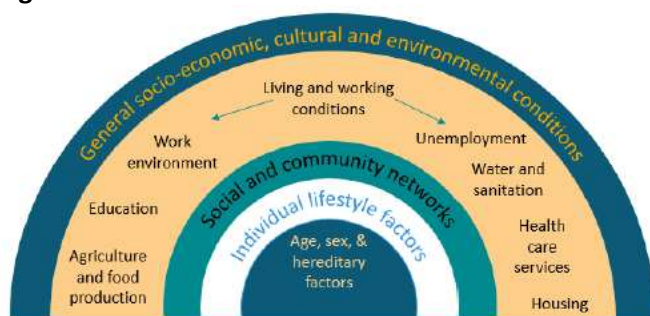 General socio-economic, cultural and environmental conditions
Living and working
conditions
Work
environment
Unemployment
Water and
sanitation
Education
Health
care
services
Agriculture
and food
production
Housing
Social and community networks
Individual lifestyle factors
Age, sex, &
hereditary
factors